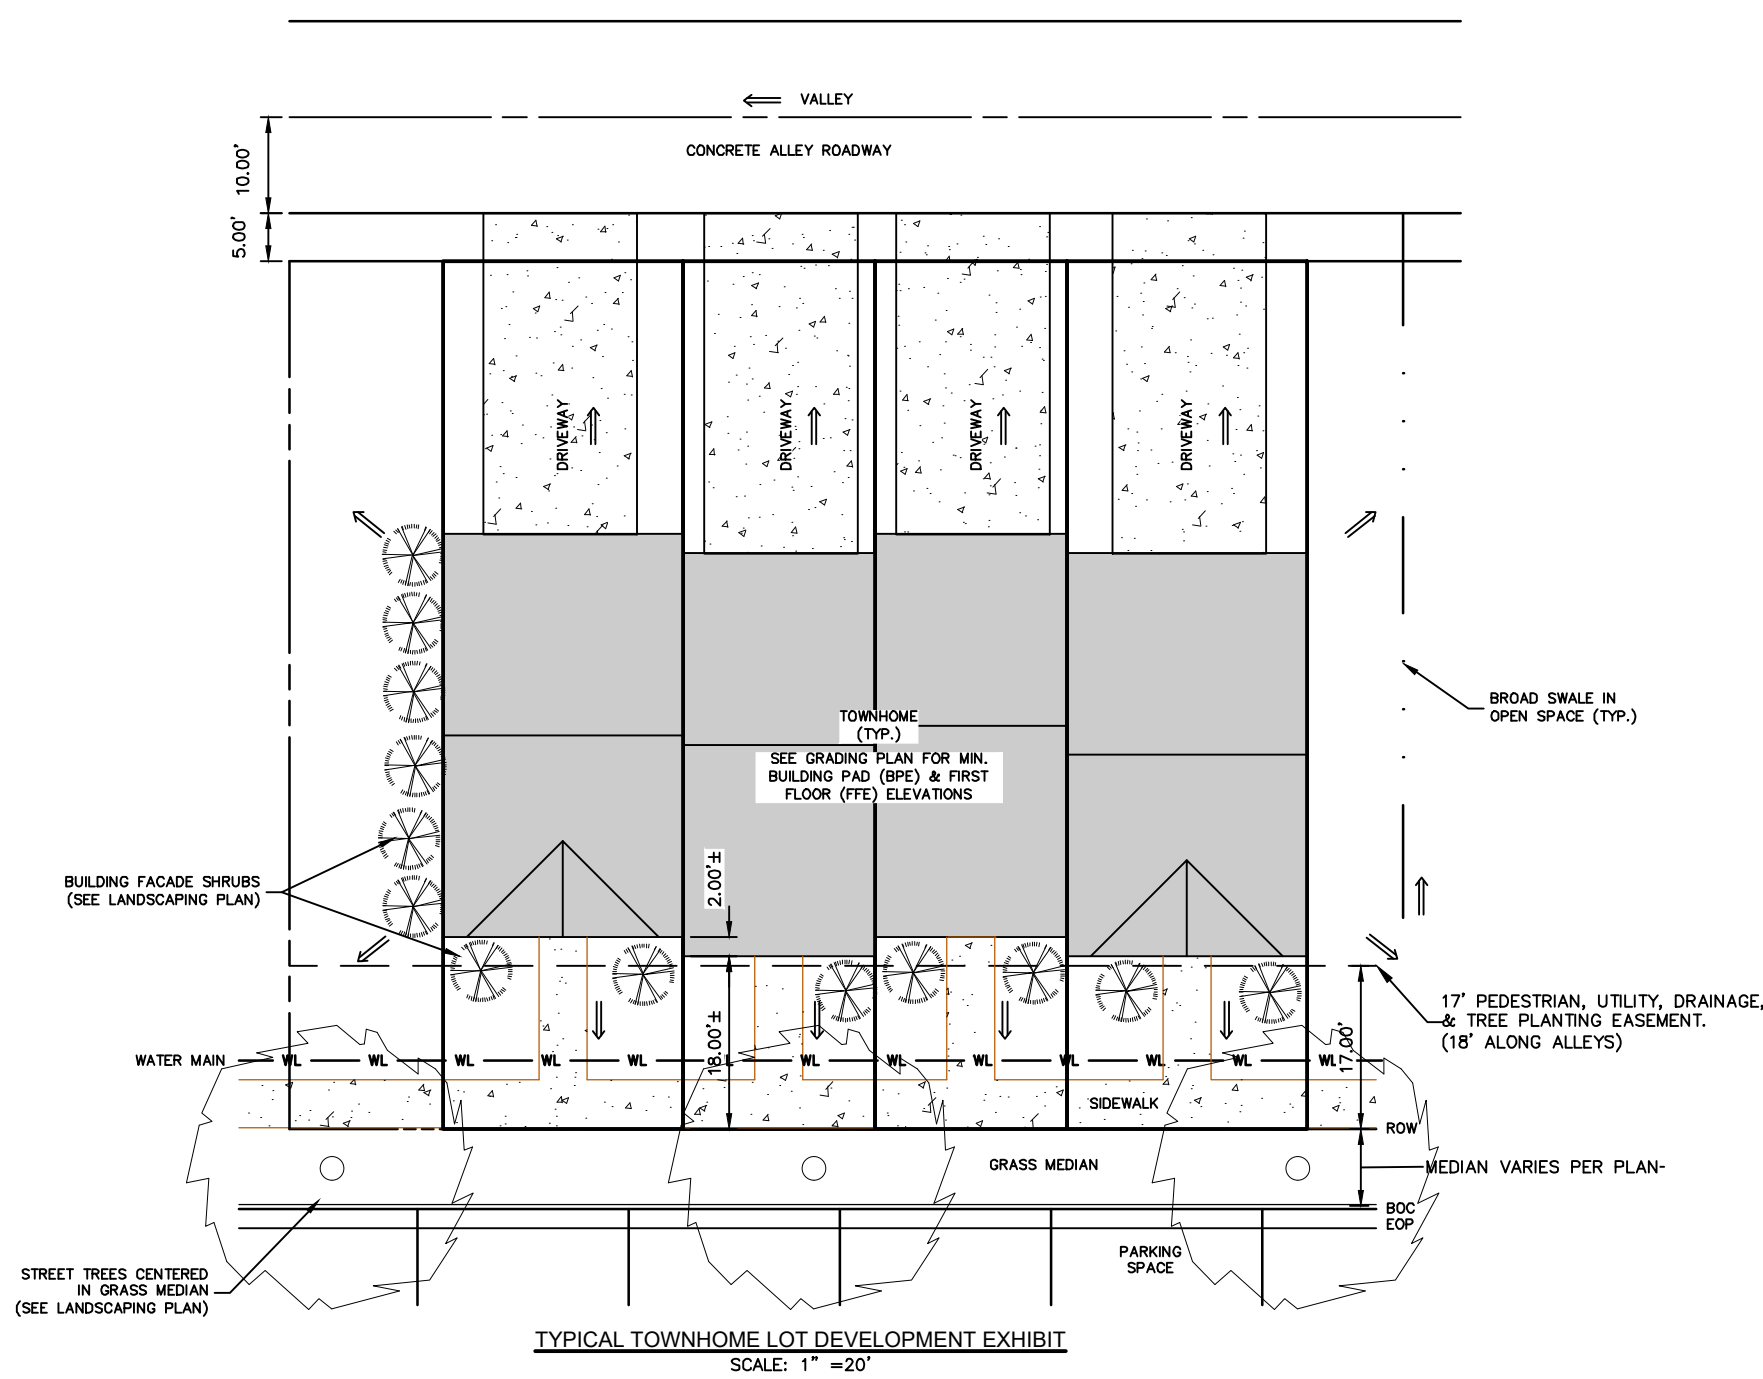 VALLEY
CONCRETE ALLEY ROADWAY
10.00'
5.00'
DRIVEWAY
DRIVEWAY
DRIVEWAY
DRIVEWAY
BROAD SWALE IN
OPEN SPACE (TYP.)
TOWNHOME
(TYP.)
SEE GRADING PLAN FOR MIN.
BUILDING PAD (BPE) & FIRST
FLOOR (FFE) ELEVATIONS
2.00'±
BUILDING FACADE SHRUBS
(SEE LANDSCAPING PLAN)
17' PEDESTRIAN, UTILITY, DRAINAGE,
& TREE PLANTING EASEMENT.
(18' ALONG ALLEYS)
18.00'±
17.00'
WATER MAIN WL WL WL WL WL WL WL WL WL WL WL WL
SIDEWALK
ROW
GRASS MEDIAN
MEDIAN VARIES PER PLAN-
BOC
EOP
PARKING
SPACE
STREET TREES CENTERED
IN GRASS MEDIAN
(SEE LANDSCAPING PLAN)
TYPICAL TOWNHOME LOT DEVELOPMENT EXHIBIT
SCALE: 1" =20'